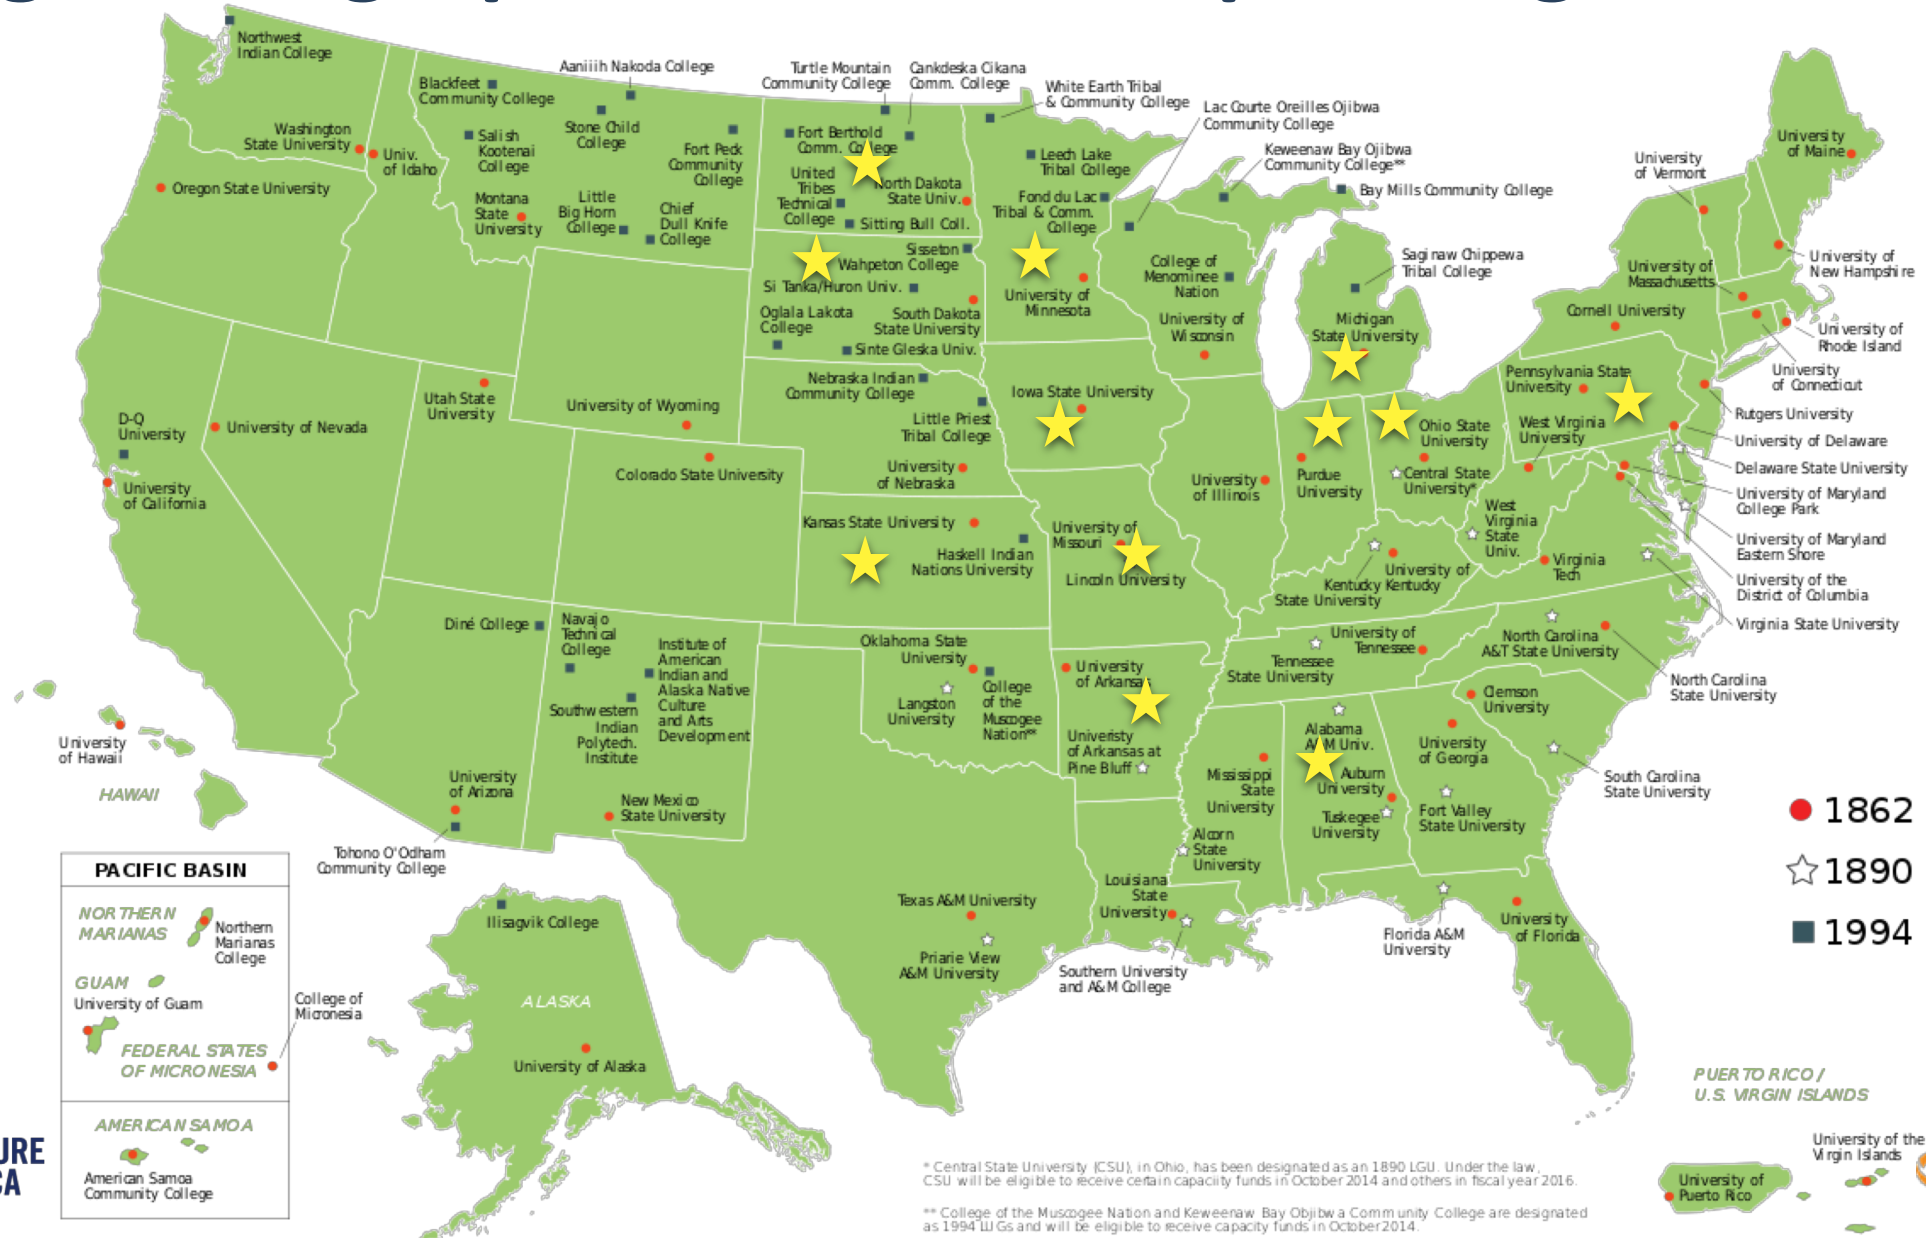 Northwest
Indian College
Blackfeet
Community College
Aaniiih Nakoda College
Turtle Mountain
Community College
Cankdeska Cikana
Comm. College
White Earth Tribal
& Community College
Lac Courte Oreilles Ojibwa
Community College
Keweenaw Bay Ojibwa
Community College**
Bay Mills Community College
University
of Maine
University
of Vermont
Washington
State University
Univ.
of Idaho
Salish
Kootenai
College
Stone Child
College
Fort Peck
Community
College
Fort Berthold
Comm. College
Leech Lake
Tribal College
Oregon State University
Montana
State
University
Little
Big Horn
College
Chief
Dull Knife
College
United
Tribes
Technical
College
North Dakota
State Univ.
Sitting Bull Coll.
Fond du Lac
Tribal & Comm.
College
Saginaw Chippewa
Tribal College
University of
New Hampshire
Sisseton
Wahpeton College
Si Tanka/Huron Univ.
Oglala Lakota
College
South Dakota
State University
Sinte Gleska Univ.
University of
Minnesota
College of
Menominee
Nation
University of
Wisconsin
Michigan
State University
University of
Massachusetts
Cornell University
University of
Rhode Island
University
of Connecticut
Rutgers University
University of Delaware
Delaware State University
University of Maryland
College Park
University of Maryland
Eastern Shore
University of the
District of Columbia
Virginia State University
D-Q
University
University
of California
University of Nevada
Utah State
University
University of Wyoming
Colorado State University
Nebraska Indian
Community College
Little Priest
Tribal College
University
of Nebraska
Iowa State University
University
of Illinois
Purdue
University
Ohio State
University
Central State
University*
Pennsylvania State
University
West Virginia
University
West
Virginia
State
Univ.
Virginia
Tech
Kansas State University
Haskell Indian
Nations University
University of
Missouri
Lincoln University
Kentucky
State University
University of
Kentucky
Diné College
Navajo
Technical
College
Institute of
American
Indian and
Alaska Native
Culture
and Arts
Development
Southwestern
Indian
Polytech.
Institute
Oklahoma State
University
Langston
University
College
of the
Muscogee
Nation**
University
of Arkansas
Univeristy
of Arkansas at
Pine Bluff
Tennessee
State University
University of
Tennessee
North Carolina
A&T State University
North Carolina
State University
Clemson
University
South Carolina
State University
University
of Georgia
Fort Valley
State University
Alabama
A&M Univ.
Auburn
University
Tuskegee
University
Mississippi
State
University
Alcorn
State
University
Louisiana
State
University
Southern University
and A&M College
Florida A&M
University
University
of Florida
Texas A&M University
Priarie View
A&M University
University
of Arizona
New Mexico
State University
Tohono O'Odham
Community College
University
of Hawaii
HAWAII
1862
1890
1994
PACIFIC BASIN
NORTHERN
MARIANAS
Northern
Marianas
College
GUAM
University of Guam
College of
Micronesia
FEDERAL STATES
OF MICRONESIA
AMERICAN SAMOA
American Samoa
Community College
Ilisagvik College
ALASKA
University of Alaska
PUERTO RICO /
U.S. VIRGIN ISLANDS
University of the
Virgin Islands
University of
Puerto Rico
* Central State University (CSU), in Ohio, has been designated as an 1890 LGU. Under the law,
CSU will be eligible to receive certain capaciity funds in October 2014 and others in fiscal year 2016.
** College of the Muscogee Nation and Keweenaw Bay Objibwa Community College are designated
as 1994 LUGs and will be eligible to receive capacity funds in October 2014.